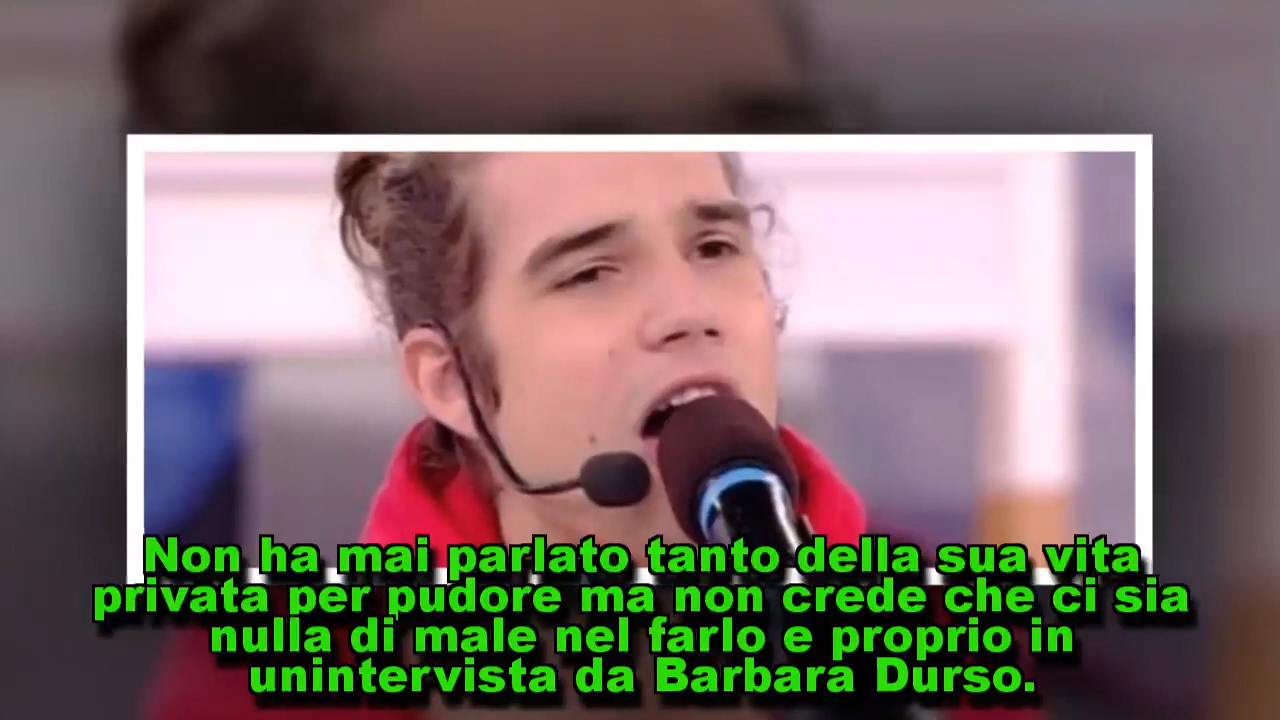 Non ha mai parlato tanto della sua vita
privata per pudore ma non crede che ci sia
nulla di male nel farlo e proprio in
unintervista da Barbara Durso.